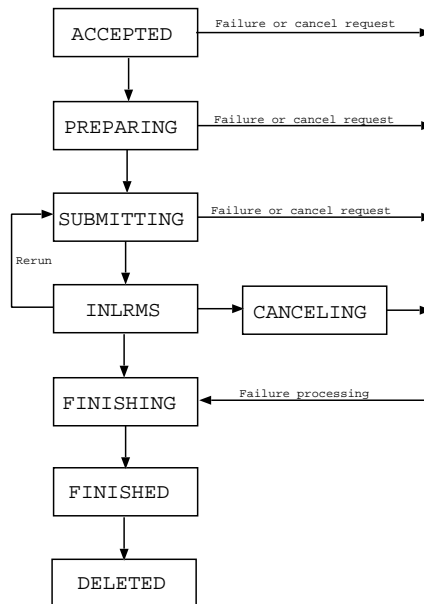 ACCEPTED
Failure or cancel request
PREPARING
Failure or cancel request
SUBMITTING
Failure or cancel request
Rerun
INLRMS
CANCELING
FINISHING
Failure processing
FINISHED
DELETED